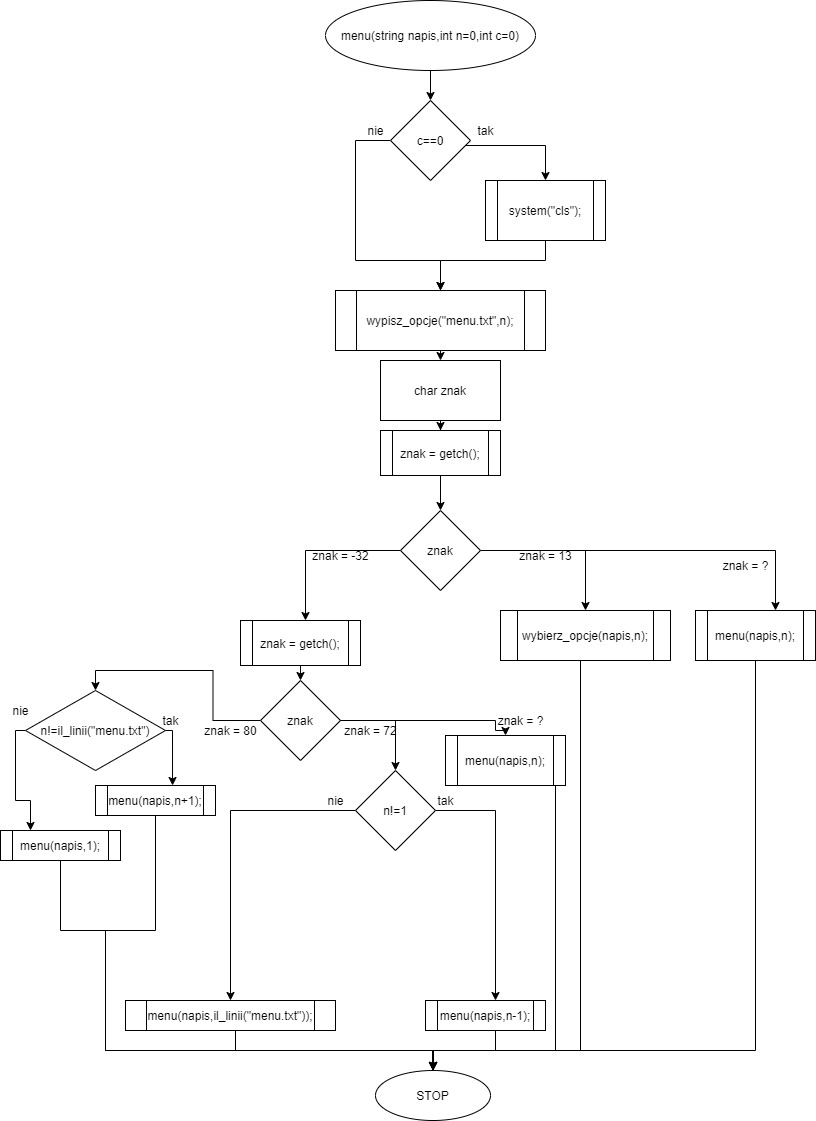 menu(string napis,int n=0,int c=0)
nie
tak
c==0
system("cls");
wypisz_opcje("menu.txt",n);
char znak
znak = getch();
znak
znak = -32
znak = 13
znak = ?
znak = getch();
wybierz_opcje(napis,n);
menu(napis,n);
nie
n!=il_linii("menu.txt")
tak
znak = 80
znak
znak = 72
znak = ?
menu(napis,n);
menu(napis,n+1);
nie
tak
n!=1
menu(napis,1);
menu(napis,il_linii("menu.txt"));
menu(napis,n-1);
STOP